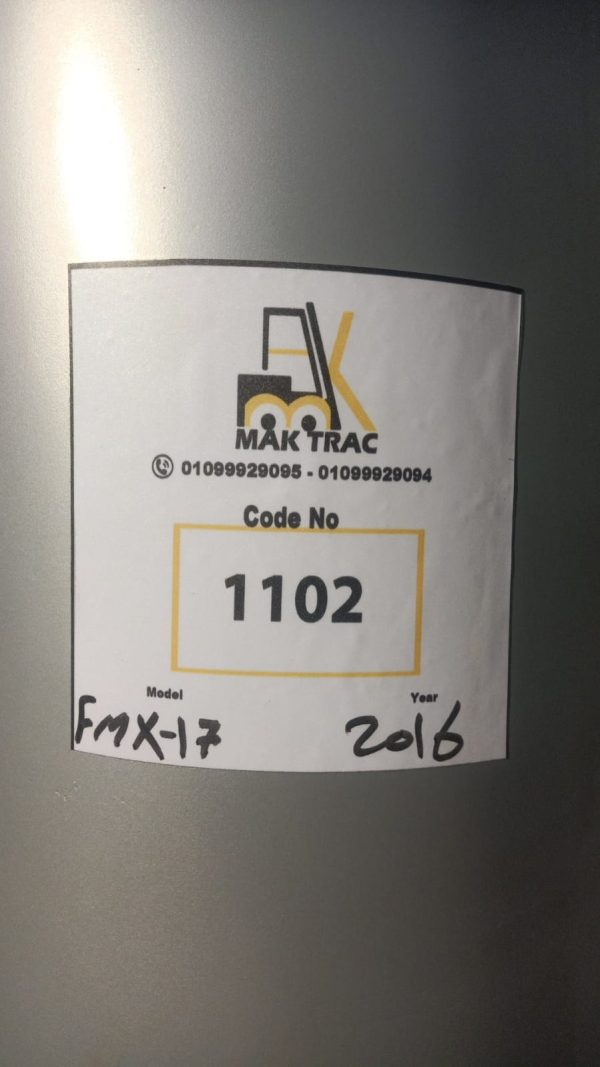 MAK TRAC
01099929095 - 01099929094
Code No
1102
Model Year
FMX-17 2016